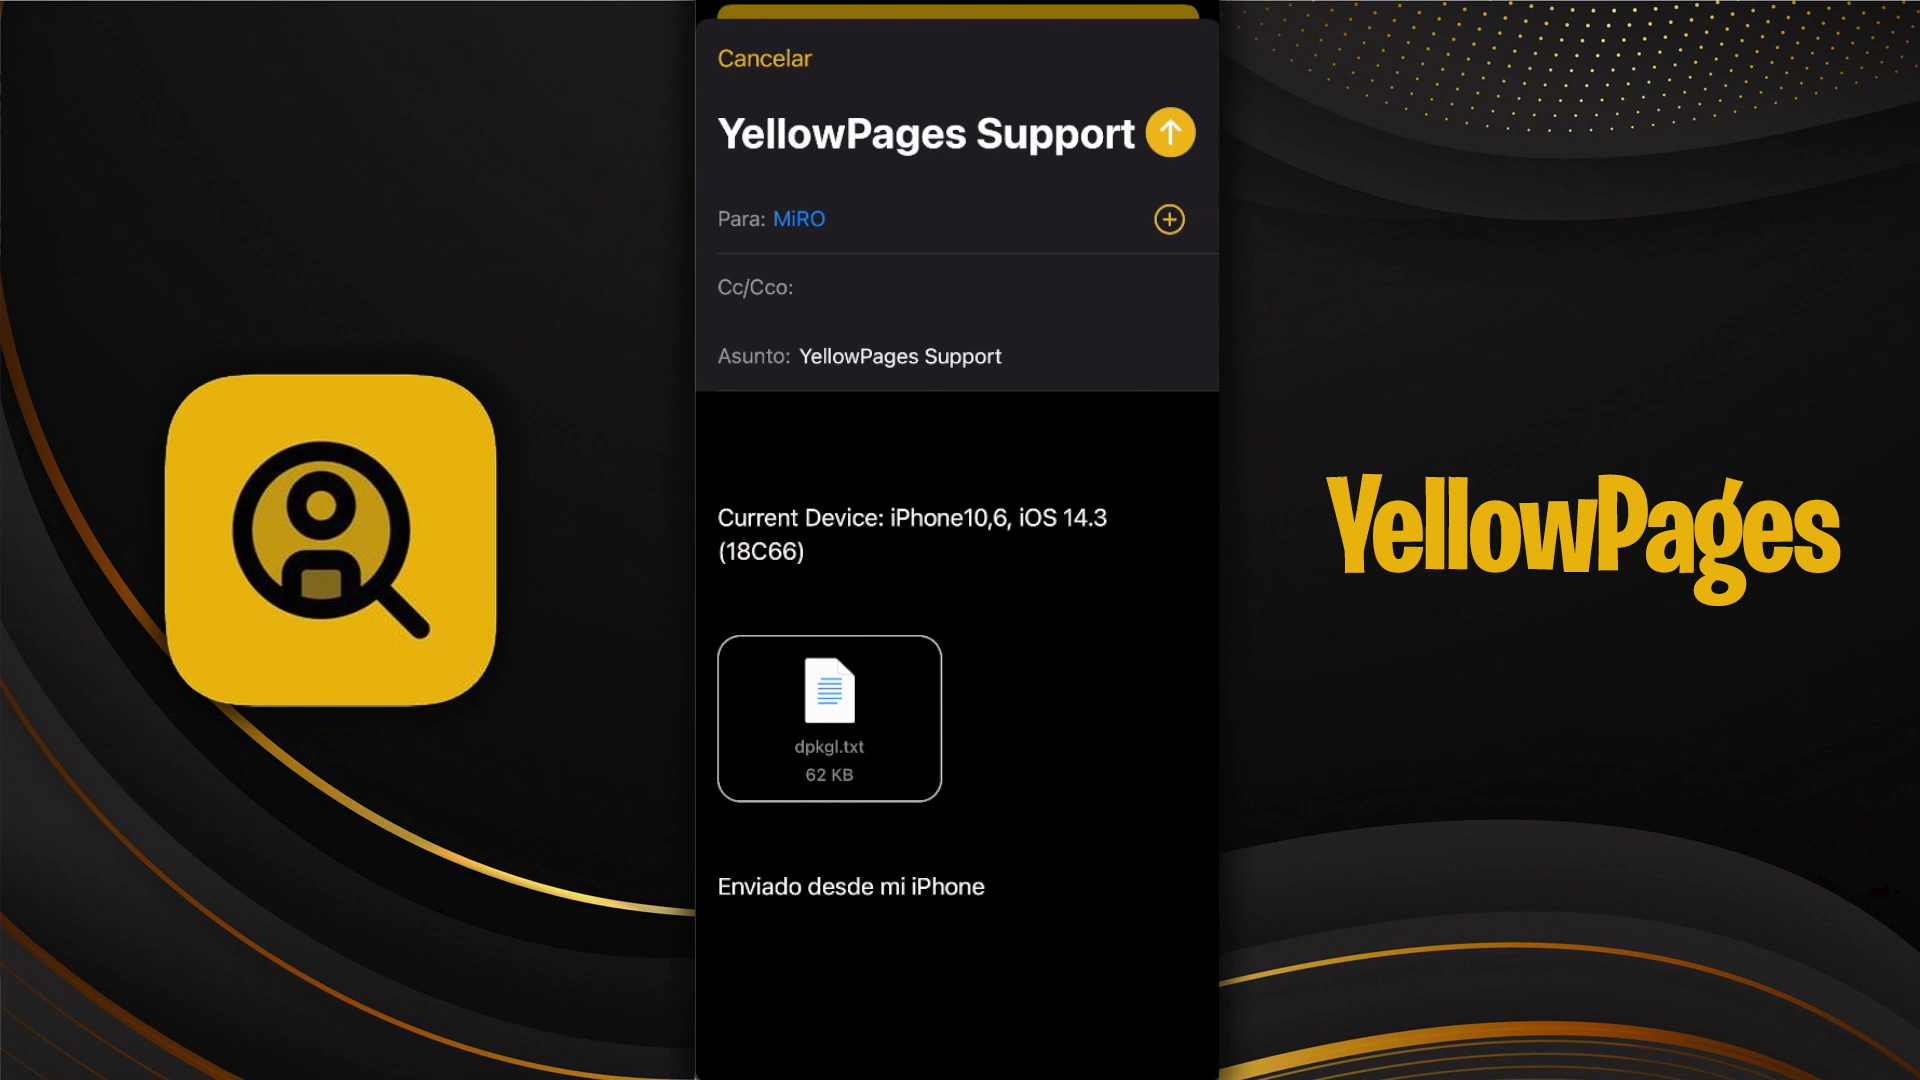 Cancelar
YellowPages Support
Para: MiRO
Cc/Cco:
Asunto: YellowPages Support
Current Device: iPhone10,6, iOS 14.3
(18C66)
dpkgl.txt
62 KB
Enviado desde mi iPhone
YellowPages